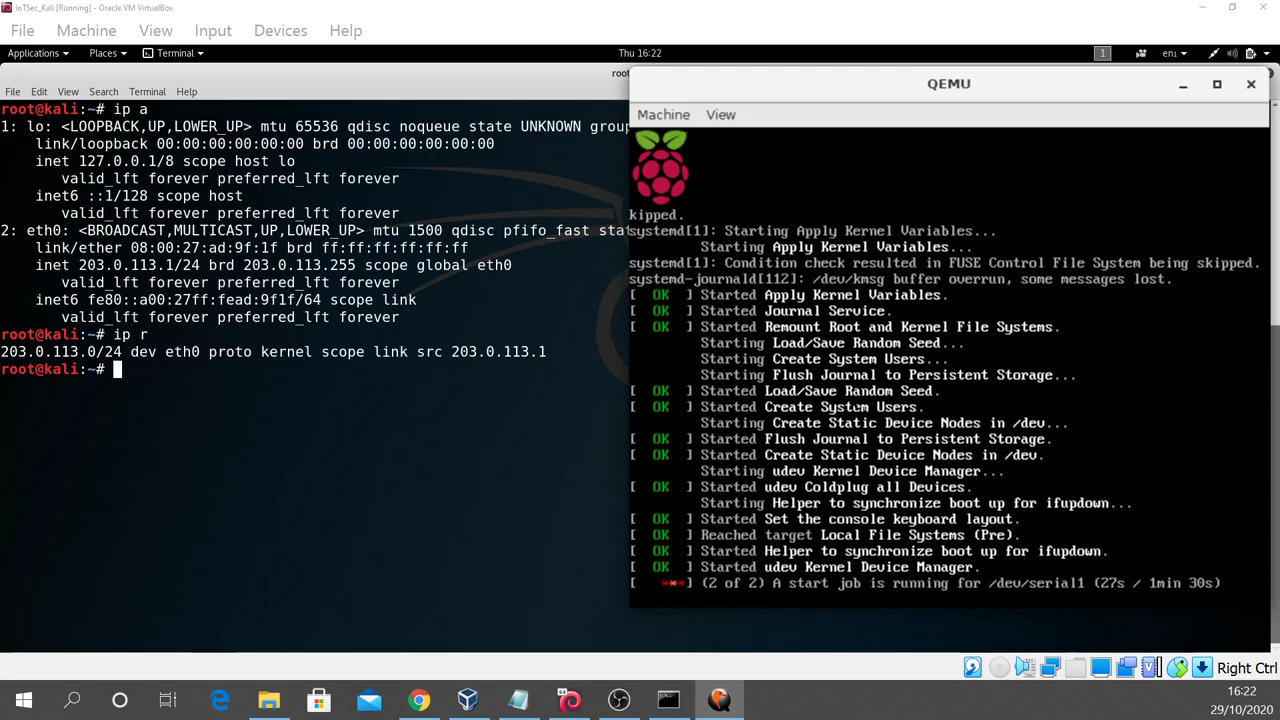 IoTSec_Kali [Running] - Oracle VM VirtualBox
File Machine View Input Devices Help
Applications Places Terminal Thu 16:22 1 en1
root
File Edit View Search Terminal Help
root@kali:~# ip a
1: lo: <LOOPBACK,UP,LOWER_UP> mtu 65536 qdisc noqueue state UNKNOWN group
link/loopback 00:00:00:00:00:00 brd 00:00:00:00:00:00
inet 127.0.0.1/8 scope host lo
valid_lft forever preferred_lft forever
inet6 ::1/128 scope host
valid_lft forever preferred_lft forever
2: eth0: <BROADCAST,MULTICAST,UP,LOWER_UP> mtu 1500 qdisc pfifo_fast stat
link/ether 08:00:27:ad:9f:1f brd ff:ff:ff:ff:ff:ff
inet 203.0.113.1/24 brd 203.0.113.255 scope global eth0
valid_lft forever preferred_lft forever
inet6 fe80::a00:27ff:fead:9f1f/64 scope link
valid_lft forever preferred_lft forever
root@kali:~# ip r
203.0.113.0/24 dev eth0 proto kernel scope link src 203.0.113.1
root@kali:~#
QEMU
Machine View
kipped.
systemd[1]: Starting Apply Kernel Variables...
Starting Apply Kernel Variables...
systemd[1]: Condition check resulted in FUSE Control File System being skipped.
systemd-journald[112]: /dev/kmsg buffer overrun, some messages lost.
[ OK ] Started Apply Kernel Variables.
[ OK ] Started Journal Service.
[ OK ] Started Remount Root and Kernel File Systems.
Starting Load/Save Random Seed...
Starting Create System Users...
Starting Flush Journal to Persistent Storage...
[ OK ] Started Load/Save Random Seed.
[ OK ] Started Create System Users.
Starting Create Static Device Nodes in /dev...
[ OK ] Started Flush Journal to Persistent Storage.
[ OK ] Started Create Static Device Nodes in /dev.
Starting udev Kernel Device Manager...
[ OK ] Started udev Coldplug all Devices.
Starting Helper to synchronize boot up for ifupdown...
[ OK ] Started Set the console keyboard layout.
[ OK ] Reached target Local File Systems (Pre).
[ OK ] Started Helper to synchronize boot up for ifupdown.
[ OK ] Started udev Kernel Device Manager.
[ ***] (2 of 2) A start job is running for /dev/serial1 (27s / 1min 30s)
Right Ctrl
16:22
29/10/2020